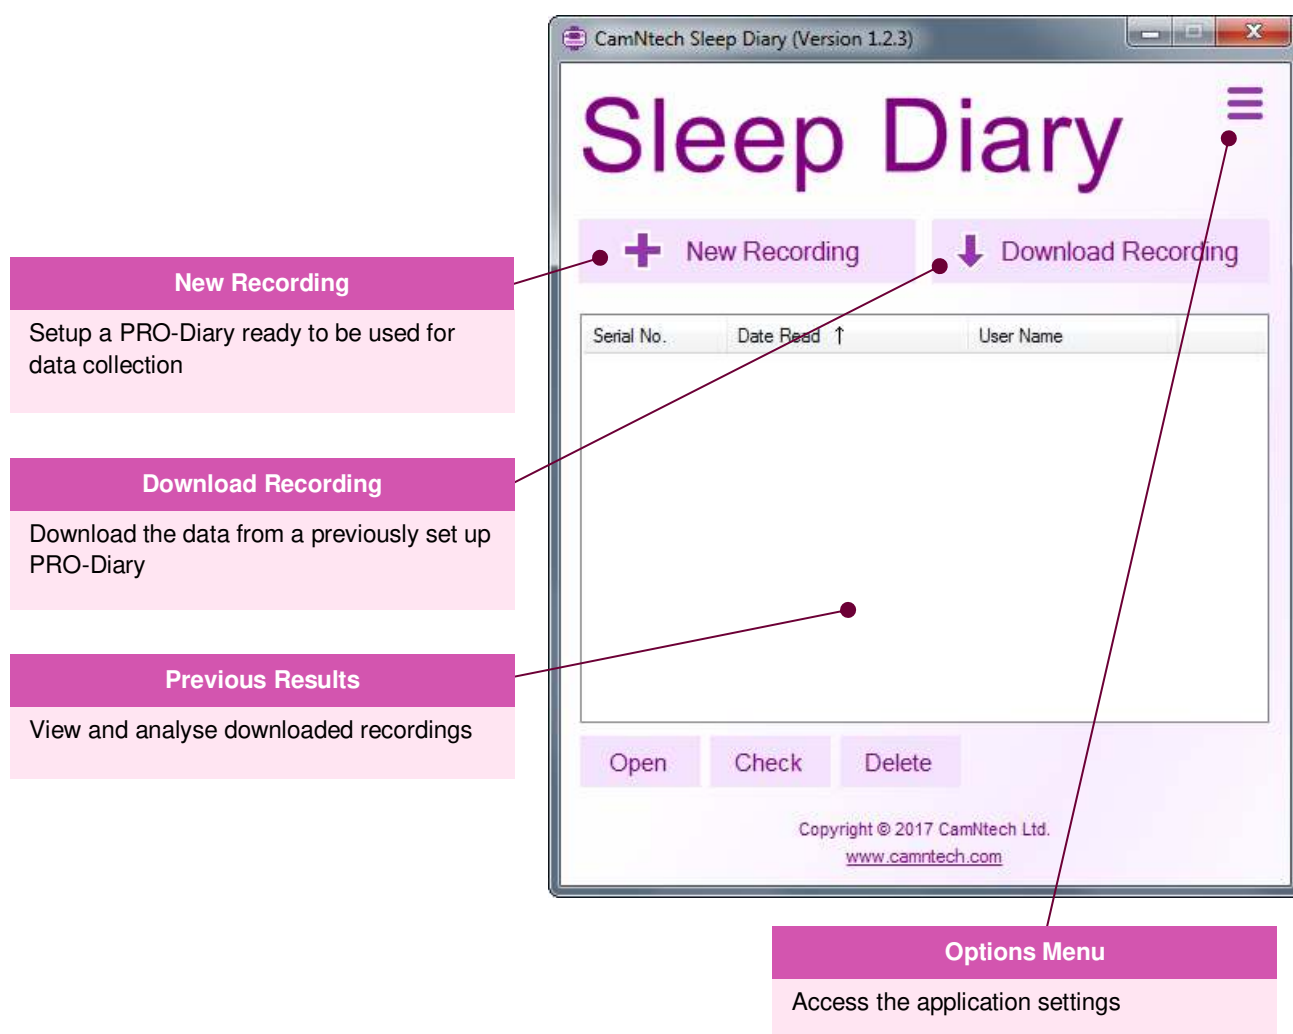 CamNtech Sleep Diary (Version 1.2.3)
Sleep Diary
New Recording
Download Recording
New Recording
Setup a PRO-Diary ready to be used for
data collection
Serial No.
Date Read ↑
User Name
Download Recording
Download the data from a previously set up
PRO-Diary
Previous Results
View and analyse downloaded recordings
Open
Check
Delete
Copyright © 2017 CamNtech Ltd.
www.camntech.com
Options Menu
Access the application settings